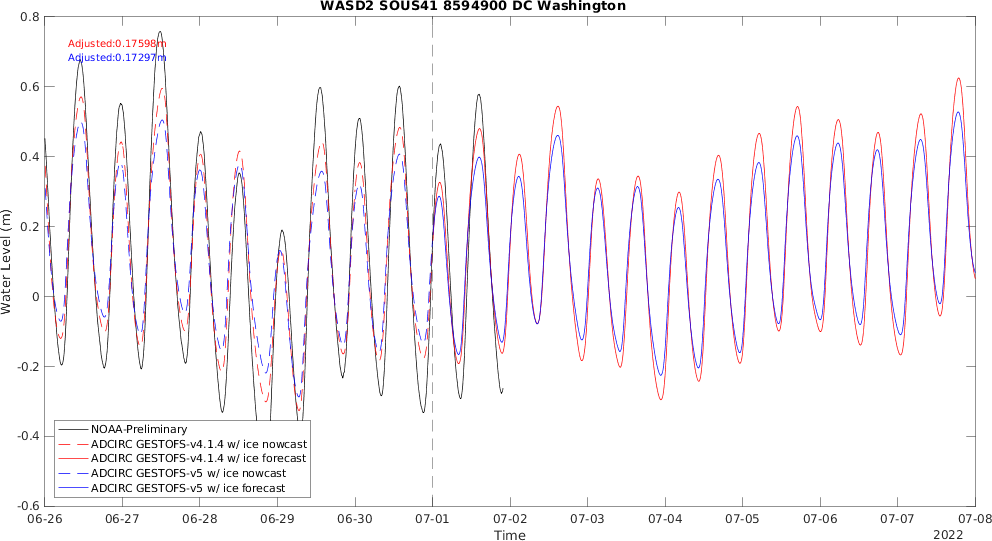 WASD2 SOUS41 8594900 DC Washington
Adjusted:0.17598m
Adjusted:0.17297m
Water Level (m)
0.8
0.6
0.4
0.2
0
-0.2
-0.4
-0.6
NOAA-Preliminary
ADCIRC GESTOFS-v4.1.4 w/ ice nowcast
ADCIRC GESTOFS-v4.1.4 w/ ice forecast
ADCIRC GESTOFS-v5 w/ ice nowcast
ADCIRC GESTOFS-v5 w/ ice forecast
06-26 06-27 06-28 06-29 06-30 07-01 07-02 07-03 07-04 07-05 07-06 07-07 07-08
Time
2022